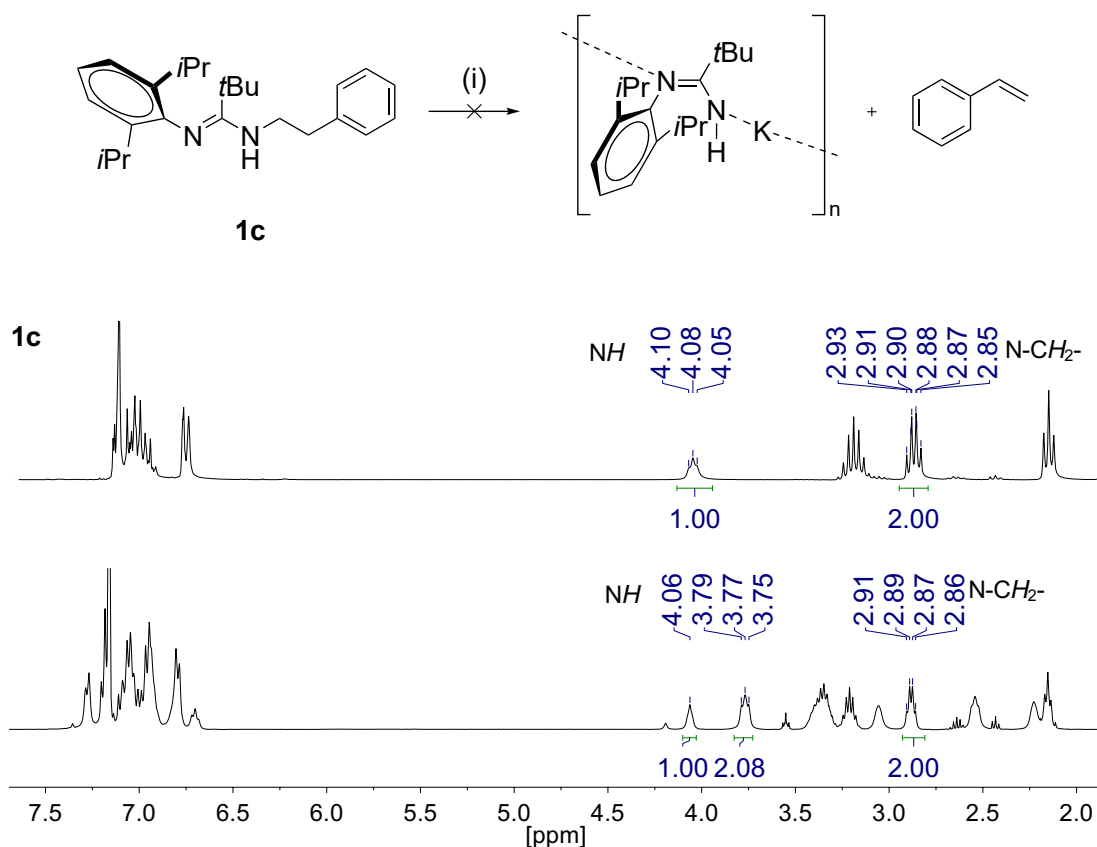 iPr
tBu
N
N
H
iPr
1c
(i)
N
tBu
iPr
N
iPr
H
K
n
+
1c
NH
4.10
4.08
4.05
2.93
2.91
2.90
2.88
2.87
2.85
N-CH2-
1.00
2.00
NH
4.06
3.79
3.77
3.75
2.91
2.89
2.87
2.86
N-CH2-
1.00 2.08 2.00
7.5 7.0 6.5 6.0 5.5 5.0 4.5 4.0 3.5 3.0 2.5 2.0
[ppm]